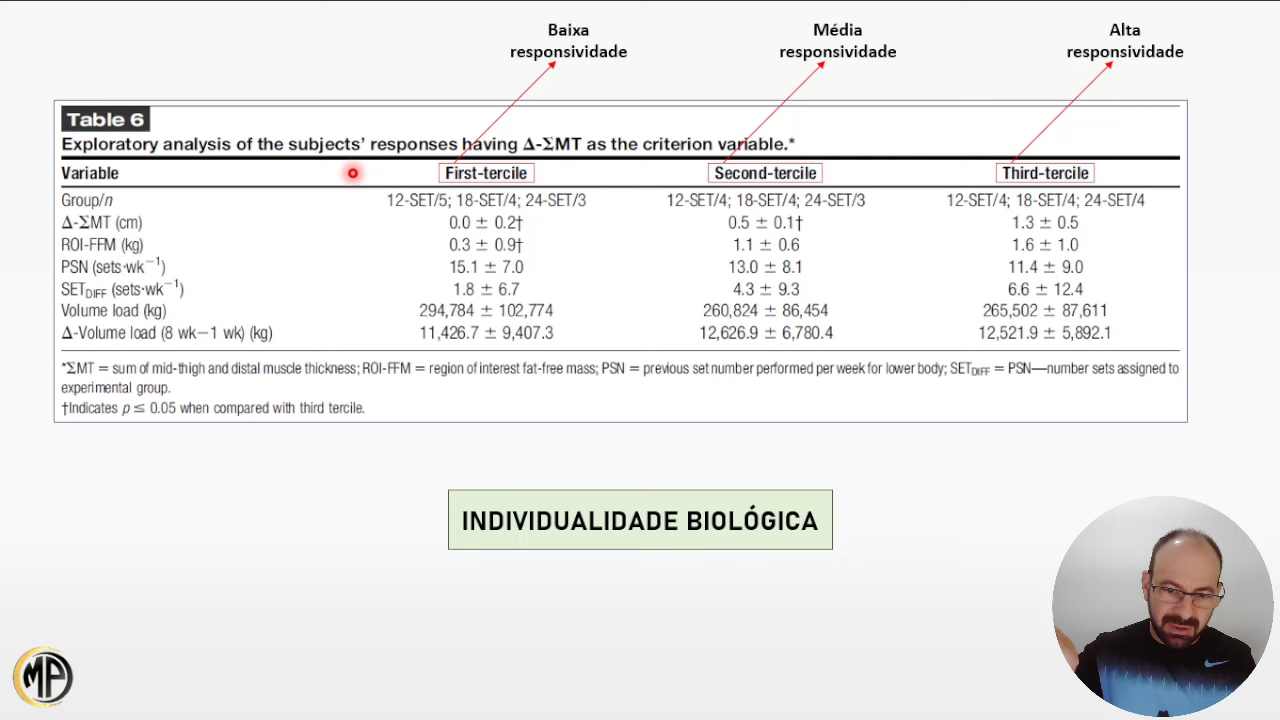 Baixa
responsividade
Média
responsividade
Alta
responsividade
Table 6
Exploratory analysis of the subjects' responses having Δ-ΣMT as the criterion variable.*
Variable First-tercile Second-tercile Third-tercile
Group/n 12-SET/5; 18-SET/4; 24-SET/3 12-SET/4; 18-SET/4; 24-SET/3 12-SET/4; 18-SET/4; 24-SET/4
Δ-ΣMT (cm) 0.0 ± 0.2† 0.5 ± 0.1† 1.3 ± 0.5
ROI-FFM (kg) 0.3 ± 0.9† 1.1 ± 0.6 1.6 ± 1.0
PSN (sets·wk⁻¹) 15.1 ± 7.0 13.0 ± 8.1 11.4 ± 9.0
SETDIFF (sets·wk⁻¹) 1.8 ± 6.7 4.3 ± 9.3 6.6 ± 12.4
Volume load (kg) 294,784 ± 102,774 260,824 ± 86,454 265,502 ± 87,611
Δ-Volume load (8 wk−1 wk) (kg) 11,426.7 ± 9,407.3 12,626.9 ± 6,780.4 12,521.9 ± 5,892.1
*ΣMT = sum of mid-thigh and distal muscle thickness; ROI-FFM = region of interest fat-free mass; PSN = previous set number performed per week for lower body; SETDIFF = PSN—number sets assigned to
experimental group.
†Indicates p ≤ 0.05 when compared with third tercile.
INDIVIDUALIDADE BIOLÓGICA
MP